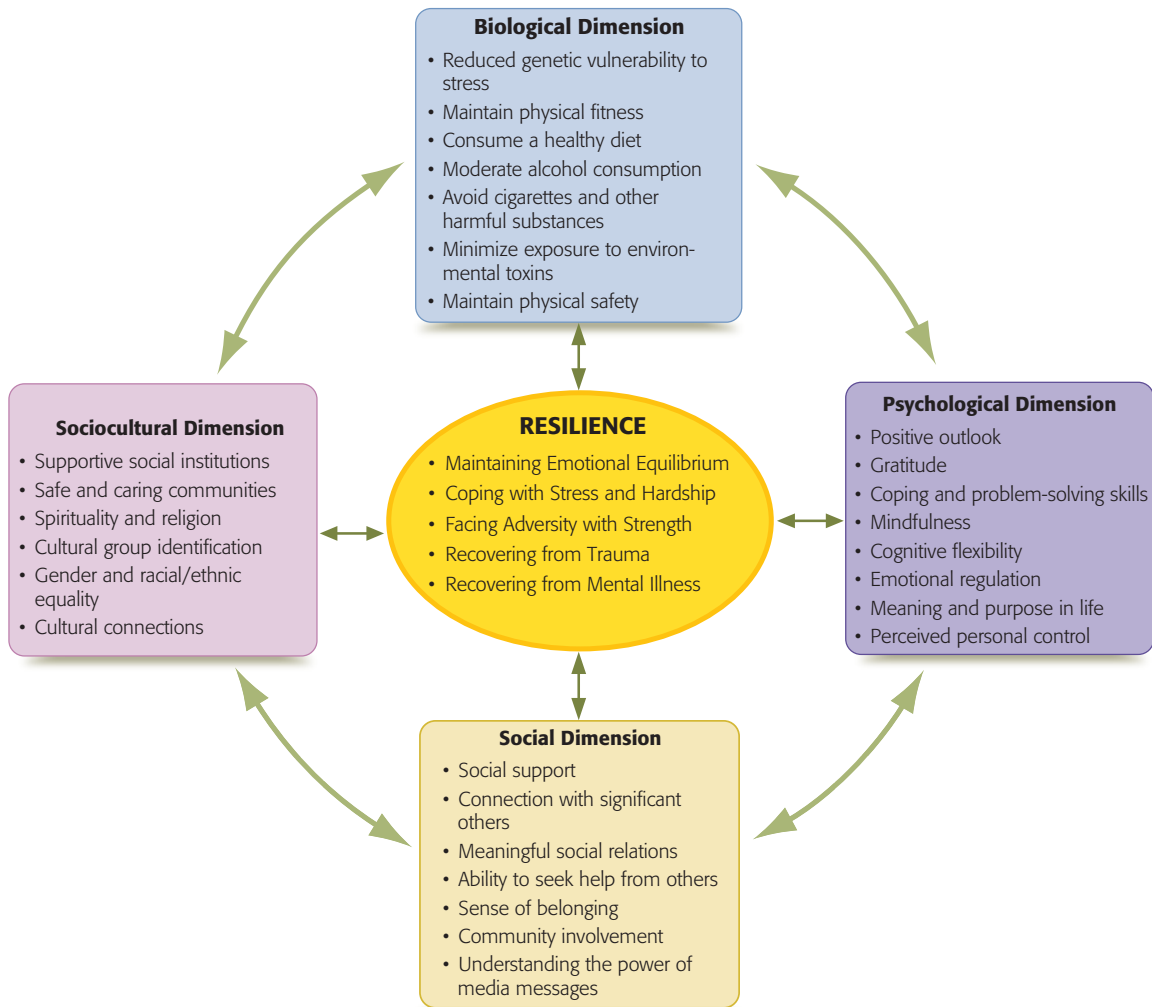 Biological Dimension
• Reduced genetic vulnerability to
stress
• Maintain physical fitness
• Consume a healthy diet
• Moderate alcohol consumption
• Avoid cigarettes and other
harmful substances
• Minimize exposure to environ-
mental toxins
• Maintain physical safety
Sociocultural Dimension
• Supportive social institutions
• Safe and caring communities
• Spirituality and religion
• Cultural group identification
• Gender and racial/ethnic
equality
• Cultural connections
RESILIENCE
• Maintaining Emotional Equilibrium
• Coping with Stress and Hardship
• Facing Adversity with Strength
• Recovering from Trauma
• Recovering from Mental Illness
Psychological Dimension
• Positive outlook
• Gratitude
• Coping and problem-solving skills
• Mindfulness
• Cognitive flexibility
• Emotional regulation
• Meaning and purpose in life
• Perceived personal control
Social Dimension
• Social support
• Connection with significant
others
• Meaningful social relations
• Ability to seek help from others
• Sense of belonging
• Community involvement
• Understanding the power of
media messages